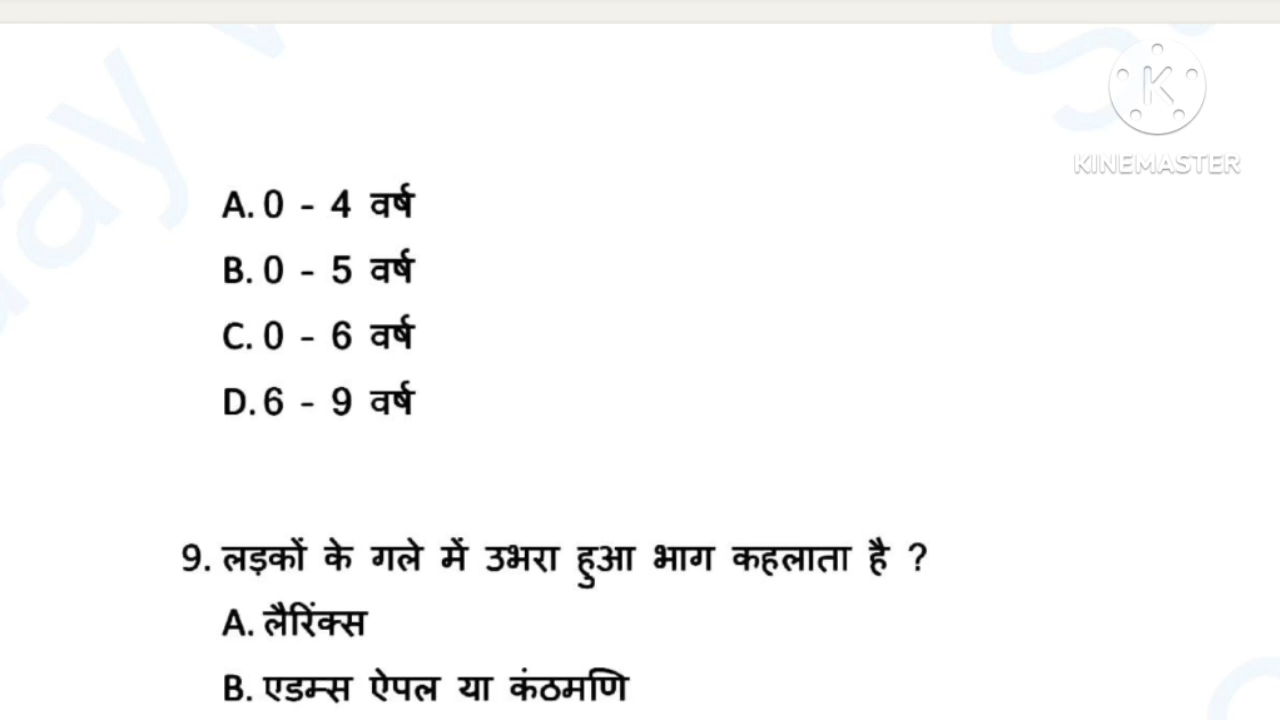 KINEMASTER
A. 0 - 4 वर्ष
B. 0 - 5 वर्ष
C. 0 - 6 वर्ष
D. 6 - 9 वर्ष
9. लड़कों के गले में उभरा हुआ भाग कहलाता है ?
A. लैरिंक्स
B. एडम्स ऐपल या कंठमणि